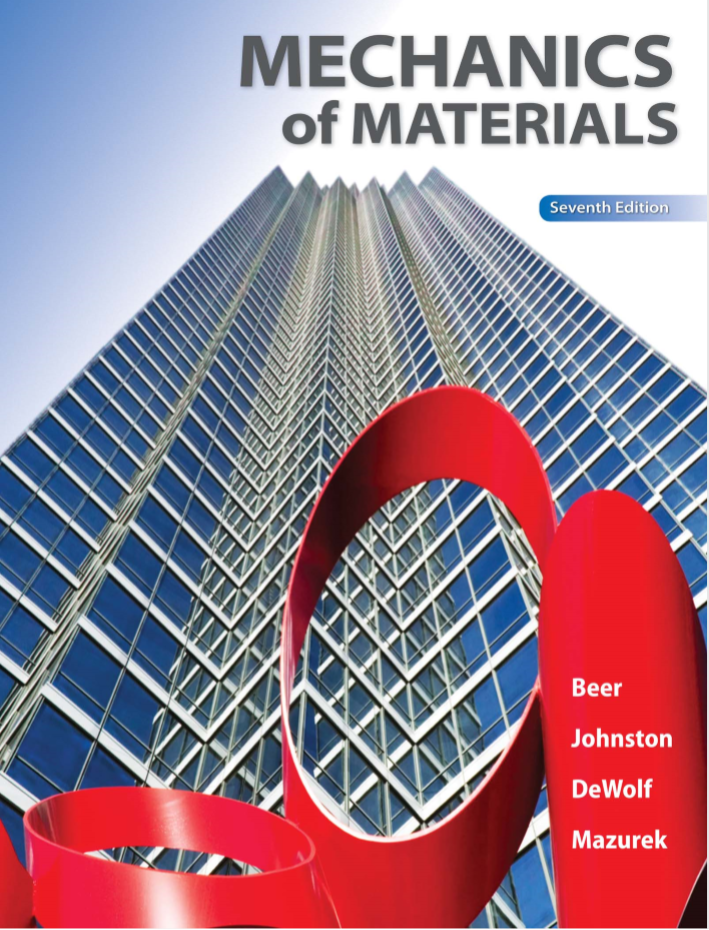 MECHANICS
of MATERIALS
Seventh Edition
Beer
Johnston
DeWolf
Mazurek